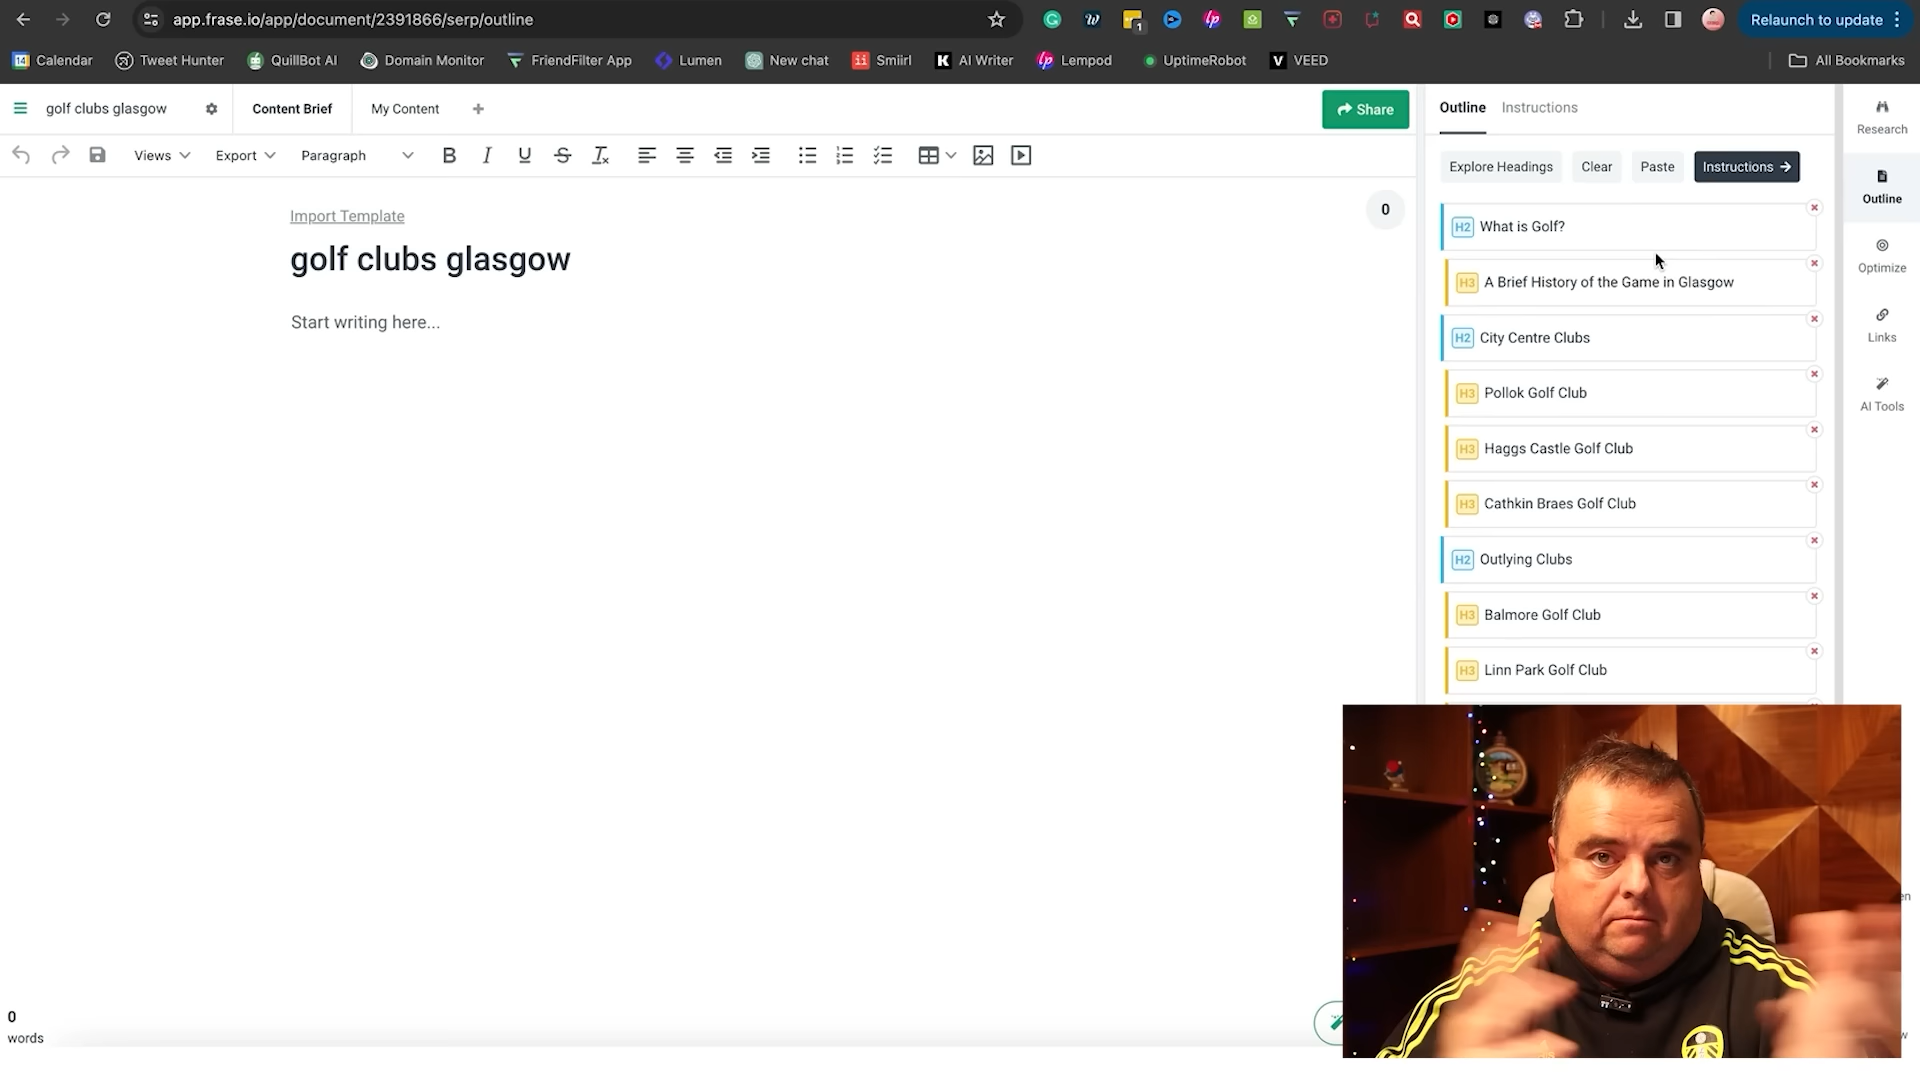 app.frase.io/app/document/2391866/serp/outline
1
Relaunch to update
14 Calendar
Tweet Hunter
QuillBot AI
Domain Monitor
FriendFilter App
Lumen
New chat
Smiirl
AI Writer
Lempod
UptimeRobot
VEED
All Bookmarks
golf clubs glasgow
Content Brief
My Content
Share
Outline
Instructions
Research
Views
Export
Paragraph
Explore Headings
Clear
Paste
Instructions
Outline
Import Template
0
golf clubs glasgow
Start writing here...
H2 What is Golf?
H3 A Brief History of the Game in Glasgow
H2 City Centre Clubs
H3 Pollok Golf Club
H3 Haggs Castle Golf Club
H3 Cathkin Braes Golf Club
H2 Outlying Clubs
H3 Balmore Golf Club
H3 Linn Park Golf Club
Optimize
Links
AI Tools
0
words